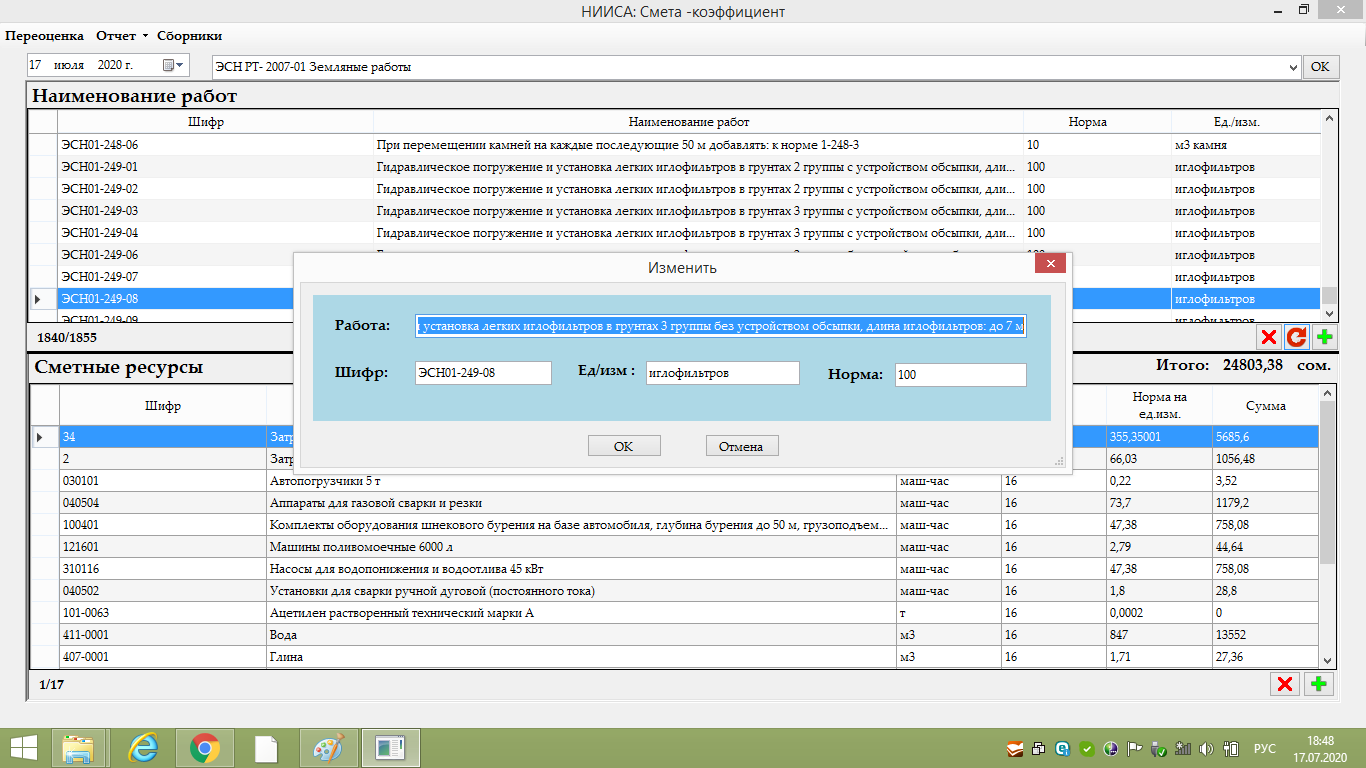 НИИСА: Смета -коэффициент
Переоценка Отчет Сборники
17 июля 2020 г. ЭСН РТ- 2007-01 Земляные работы OK
Наименование работ
Шифр Наименование работ Норма Ед./изм.
ЭСН01-248-06 При перемещении камней на каждые последующие 50 м добавлять: к норме 1-248-3 10 м3 камня
ЭСН01-249-01 Гидравлическое погружение и установка легких иглофильтров в грунтах 2 группы с устройством обсыпки, дли... 100 иглофильтров
ЭСН01-249-02 Гидравлическое погружение и установка легких иглофильтров в грунтах 2 группы с устройством обсыпки, дли... 100 иглофильтров
ЭСН01-249-03 Гидравлическое погружение и установка легких иглофильтров в грунтах 3 группы с устройством обсыпки, дли... 100 иглофильтров
ЭСН01-249-04 Гидравлическое погружение и установка легких иглофильтров в грунтах 3 группы с устройством обсыпки, дли... 100 иглофильтров
ЭСН01-249-06 иглофильтров
ЭСН01-249-07 иглофильтров
ЭСН01-249-08 иглофильтров
ЭСН01-249-09 иглофильтров
Изменить
Работа: установка легких иглофильтров в грунтах 3 группы без устройством обсыпки, длина иглофильтров: до 7 м
Шифр: ЭСН01-249-08 Ед/изм : иглофильтров Норма: 100
OK Отмена
1840/1855
Сметные ресурсы Итого: 24803,38 сом.
Шифр Норма на ед.изм. Сумма
34 Затр 355,35001 5685,6
2 Затр 66,03 1056,48
030101 Автопогрузчики 5 т маш-час 16 0,22 3,52
040504 Аппараты для газовой сварки и резки маш-час 16 73,7 1179,2
100401 Комплекты оборудования шнекового бурения на базе автомобиля, глубина бурения до 50 м, грузоподъем... маш-час 16 47,38 758,08
121601 Машины поливомоечные 6000 л маш-час 16 2,79 44,64
310116 Насосы для водопонижения и водоотлива 45 кВт маш-час 16 47,38 758,08
040502 Установки для сварки ручной дуговой (постоянного тока) маш-час 16 1,8 28,8
101-0063 Ацетилен растворенный технический марки А т 16 0,0002 0
411-0001 Вода м3 16 847 13552
407-0001 Глина м3 16 1,71 27,36
1/17
РУС 18:48
17.07.2020